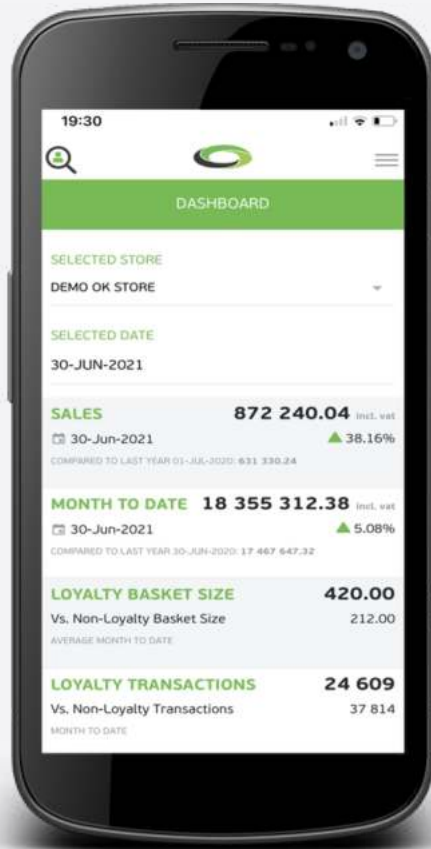 19:30
DASHBOARD
SELECTED STORE
DEMO OK STORE
SELECTED DATE
30-JUN-2021
SALES 872 240.04 incl. vat
30-Jun-2021 ▲ 38.16%
COMPARED TO LAST YEAR 01-JUL-2020: 631 330.24
MONTH TO DATE 18 355 312.38 incl. vat
30-Jun-2021 ▲ 5.08%
COMPARED TO LAST YEAR 30-JUN-2020: 17 467 647.32
LOYALTY BASKET SIZE 420.00
Vs. Non-Loyalty Basket Size 212.00
AVERAGE MONTH TO DATE
LOYALTY TRANSACTIONS 24 609
Vs. Non-Loyalty Transactions 37 814
MONTH TO DATE